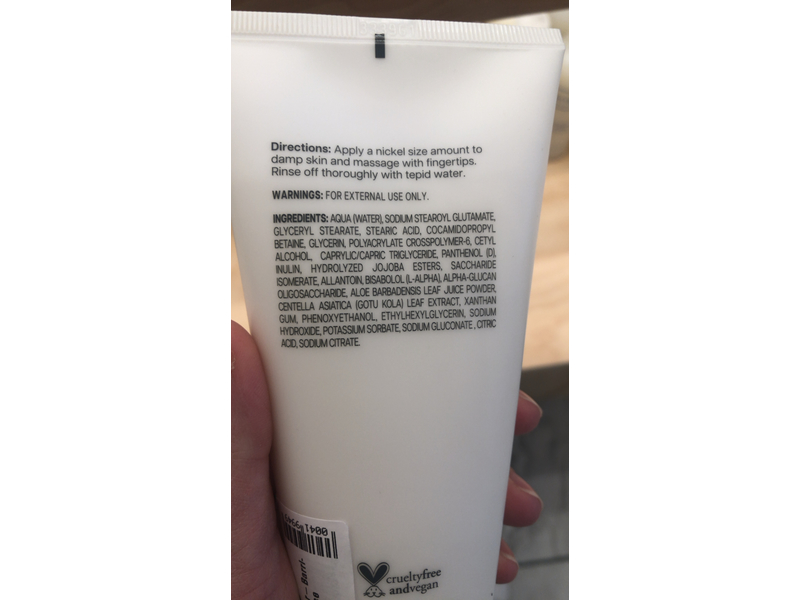 Directions: Apply a nickel size amount to
damp skin and massage with fingertips.
Rinse off thoroughly with tepid water.
WARNINGS: FOR EXTERNAL USE ONLY.
INGREDIENTS: AQUA (WATER), SODIUM STEAROYL GLUTAMATE,
GLYCERYL STEARATE, STEARIC ACID, COCAMIDOPROPYL
BETAINE, GLYCERIN, POLYACRYLATE CROSSPOLYMER-6, CETYL
ALCOHOL, CAPRYLIC/CAPRIC TRIGLYCERIDE, PANTHENOL (D),
INULIN, HYDROLYZED JOJOBA ESTERS, SACCHARIDE
ISOMERATE, ALLANTOIN, BISABOLOL (L-ALPHA), ALPHA-GLUCAN
OLIGOSACCHARIDE, ALOE BARBADENSIS LEAF JUICE POWDER,
CENTELLA ASIATICA (GOTU KOLA) LEAF EXTRACT, XANTHAN
GUM, PHENOXYETHANOL, ETHYLHEXYLGLYCERIN, SODIUM
HYDROXIDE, POTASSIUM SORBATE, SODIUM GLUCONATE , CITRIC
ACID, SODIUM CITRATE.
crueltyfree
andvegan